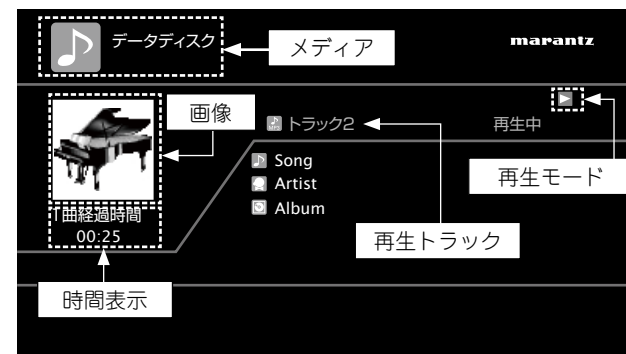 データディスク
メディア
marantz
画像
MP3
トラック2
再生中
Song
Artist
Album
再生モード
1曲経過時間
00:25
再生トラック
時間表示